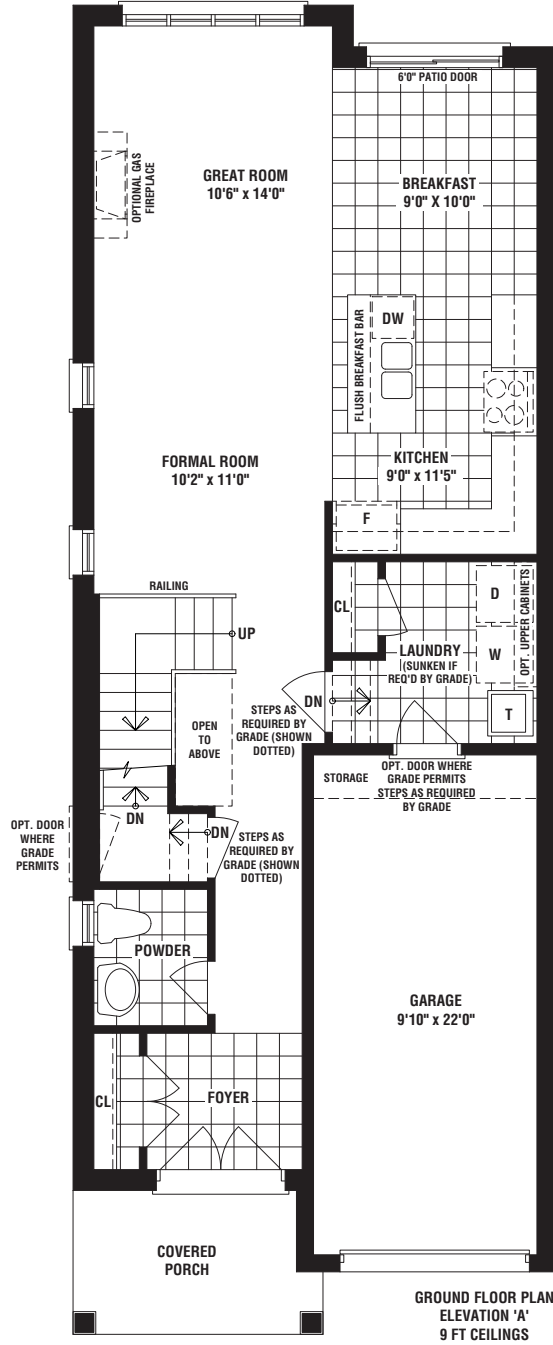 6'0" PATIO DOOR
OPTIONAL GAS
FIREPLACE
GREAT ROOM
10'6" x 14'0"
BREAKFAST
9'0" X 10'0"
DW
FLUSH BREAKFAST BAR
FORMAL ROOM
10'2" x 11'0"
KITCHEN
9'0" x 11'5"
F
RAILING
UP
CL
D
OPT. UPPER CABINETS
LAUNDRY
(SUNKEN IF
REQ'D BY GRADE)
W
DN
T
OPEN
TO
ABOVE
STEPS AS
REQUIRED BY
GRADE (SHOWN
DOTTED)
STORAGE
OPT. DOOR WHERE
GRADE PERMITS
STEPS AS REQUIRED
BY GRADE
OPT. DOOR
WHERE
GRADE
PERMITS
DN
DN
STEPS AS
REQUIRED BY
GRADE (SHOWN
DOTTED)
POWDER
GARAGE
9'10" x 22'0"
CL
FOYER
COVERED
PORCH
GROUND FLOOR PLAN
ELEVATION 'A'
9 FT CEILINGS